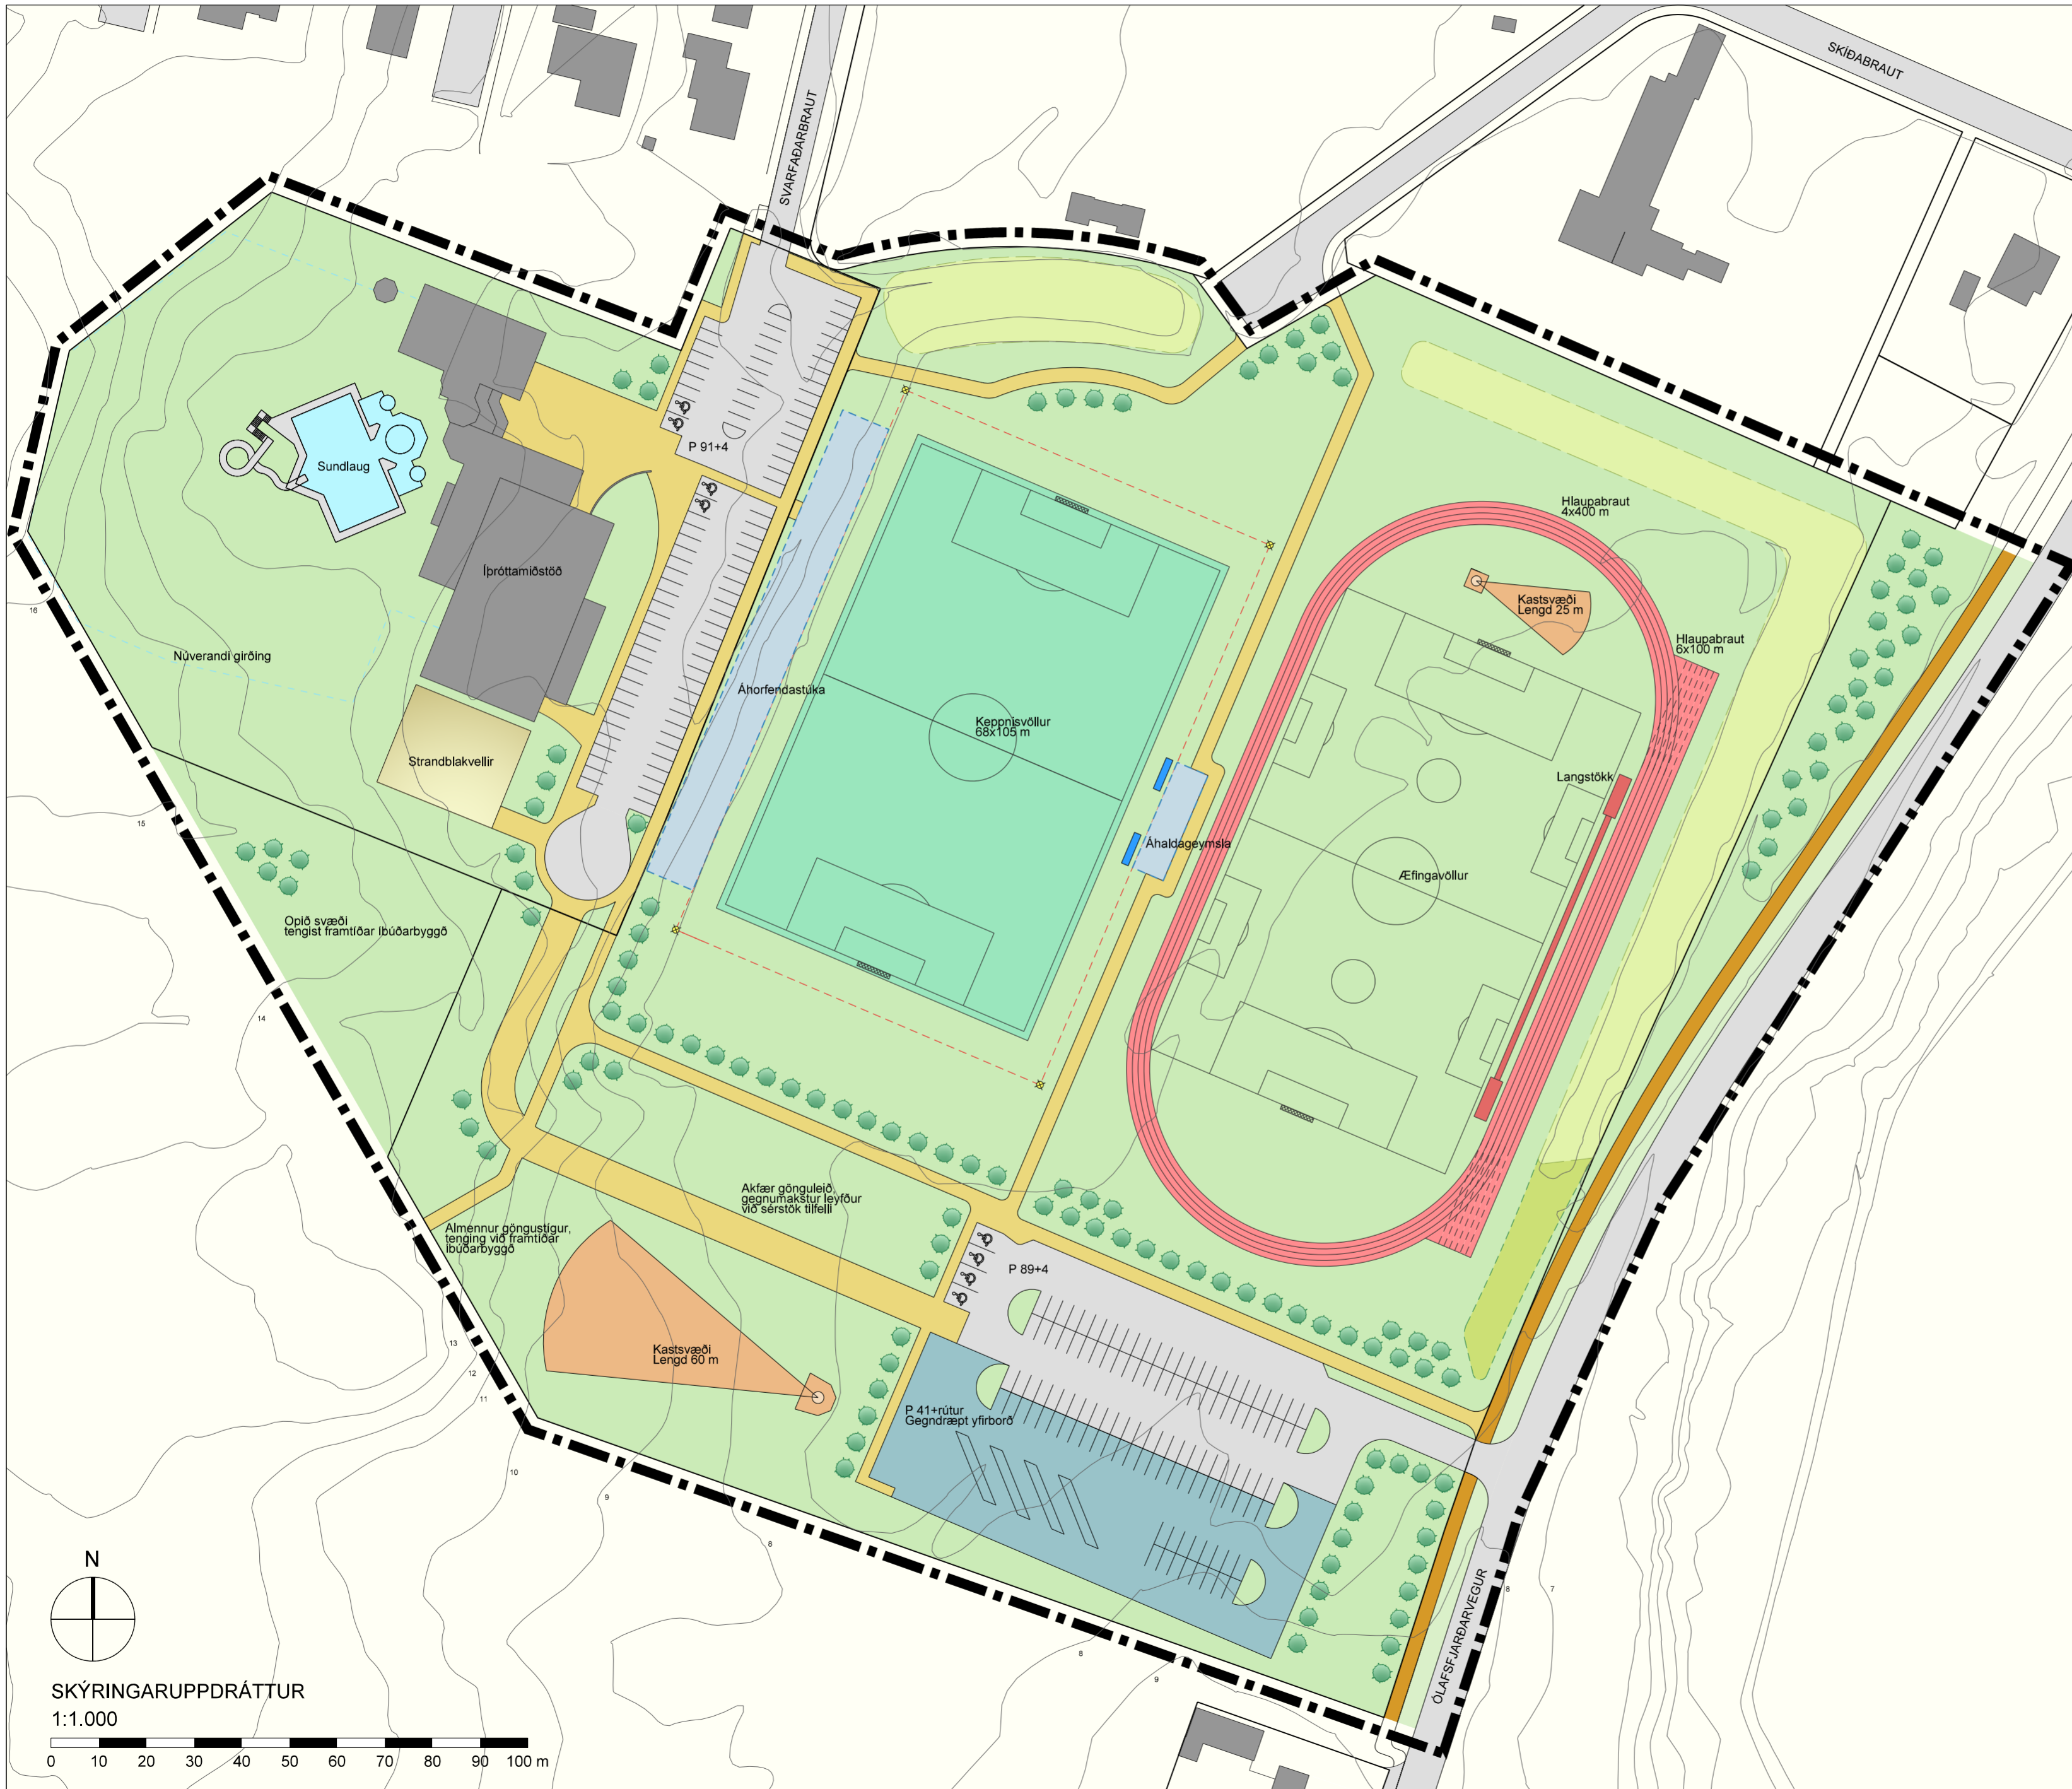 SKÍÐABRAUT
SVARFAÐARBRAUT
P 91+4
Sundlaug
Hlaupabraut
4x400 m
Íþróttamiðstöð
Kastsvæði
Lengd 25 m
16
Hlaupabraut
6x100 m
Núverandi girðing
Áhorfendastúka
Keppnisvöllur
68x105 m
Strandblakvellir
Langstökk
15
Áhaldageymsla
Æfingavöllur
Opið svæði
tengist framtíðar íbúðarbyggð
14
Akfær gönguleið,
gegnumakstur leyfður
við sérstök tilfelli
Almennur göngustígur,
tenging við framtíðar
íbúðarbyggð
P 89+4
13
Kastsvæði
Lengd 60 m
12
11
P 41+rútur
Gegndræpt yfirborð
10
9
8
N
8
7
ÓLAFSFJARÐARVEGUR
8
9
SKÝRINGARUPPDRÁTTUR
1:1.000
0 10 20 30 40 50 60 70 80 90 100 m